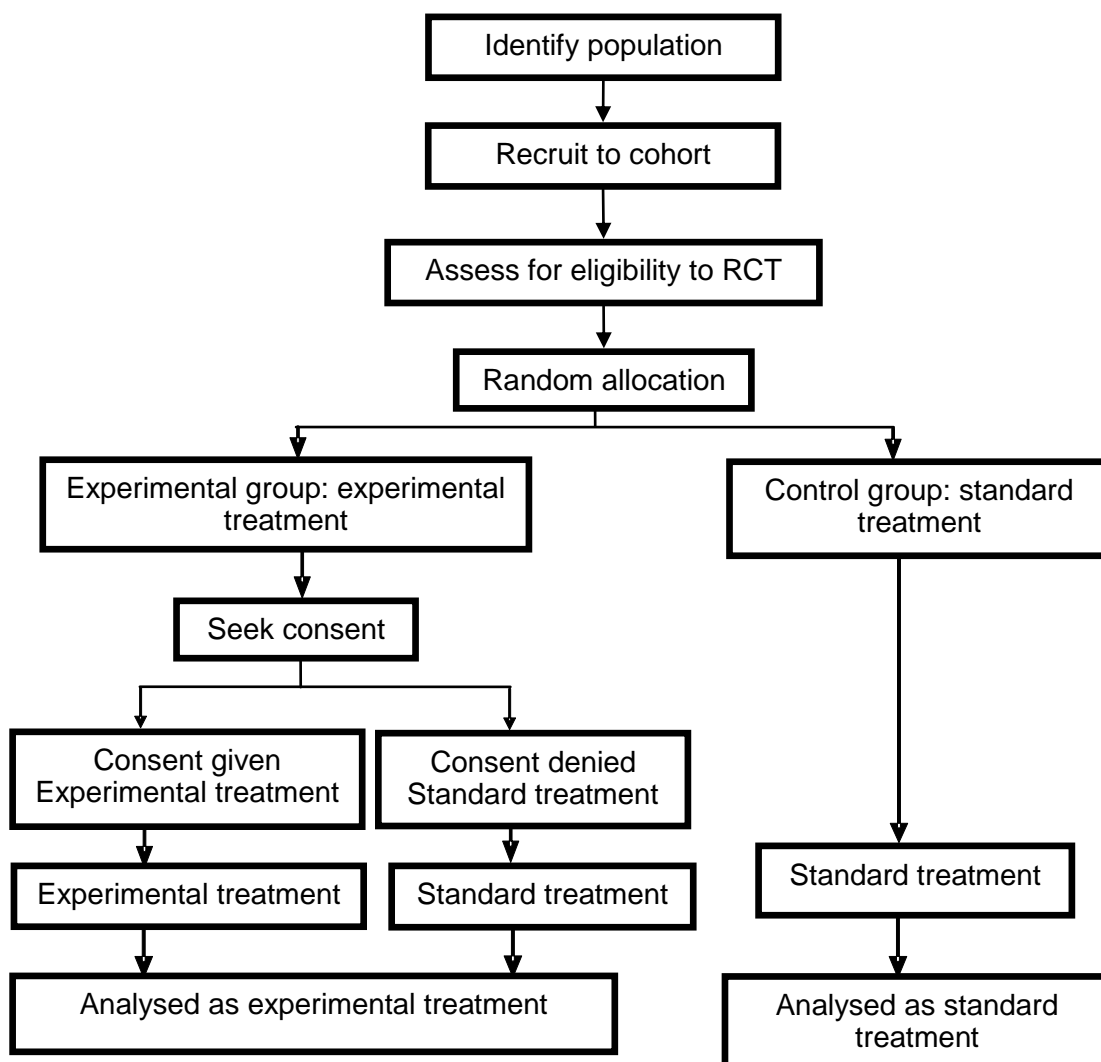 Identify population
Recruit to cohort
Assess for eligibility to RCT
Random allocation
Experimental group: experimental
treatment
Control group: standard
treatment
Seek consent
Consent given
Experimental treatment
Consent denied
Standard treatment
Experimental treatment
Standard treatment
Standard treatment
Analysed as experimental treatment
Analysed as standard
treatment